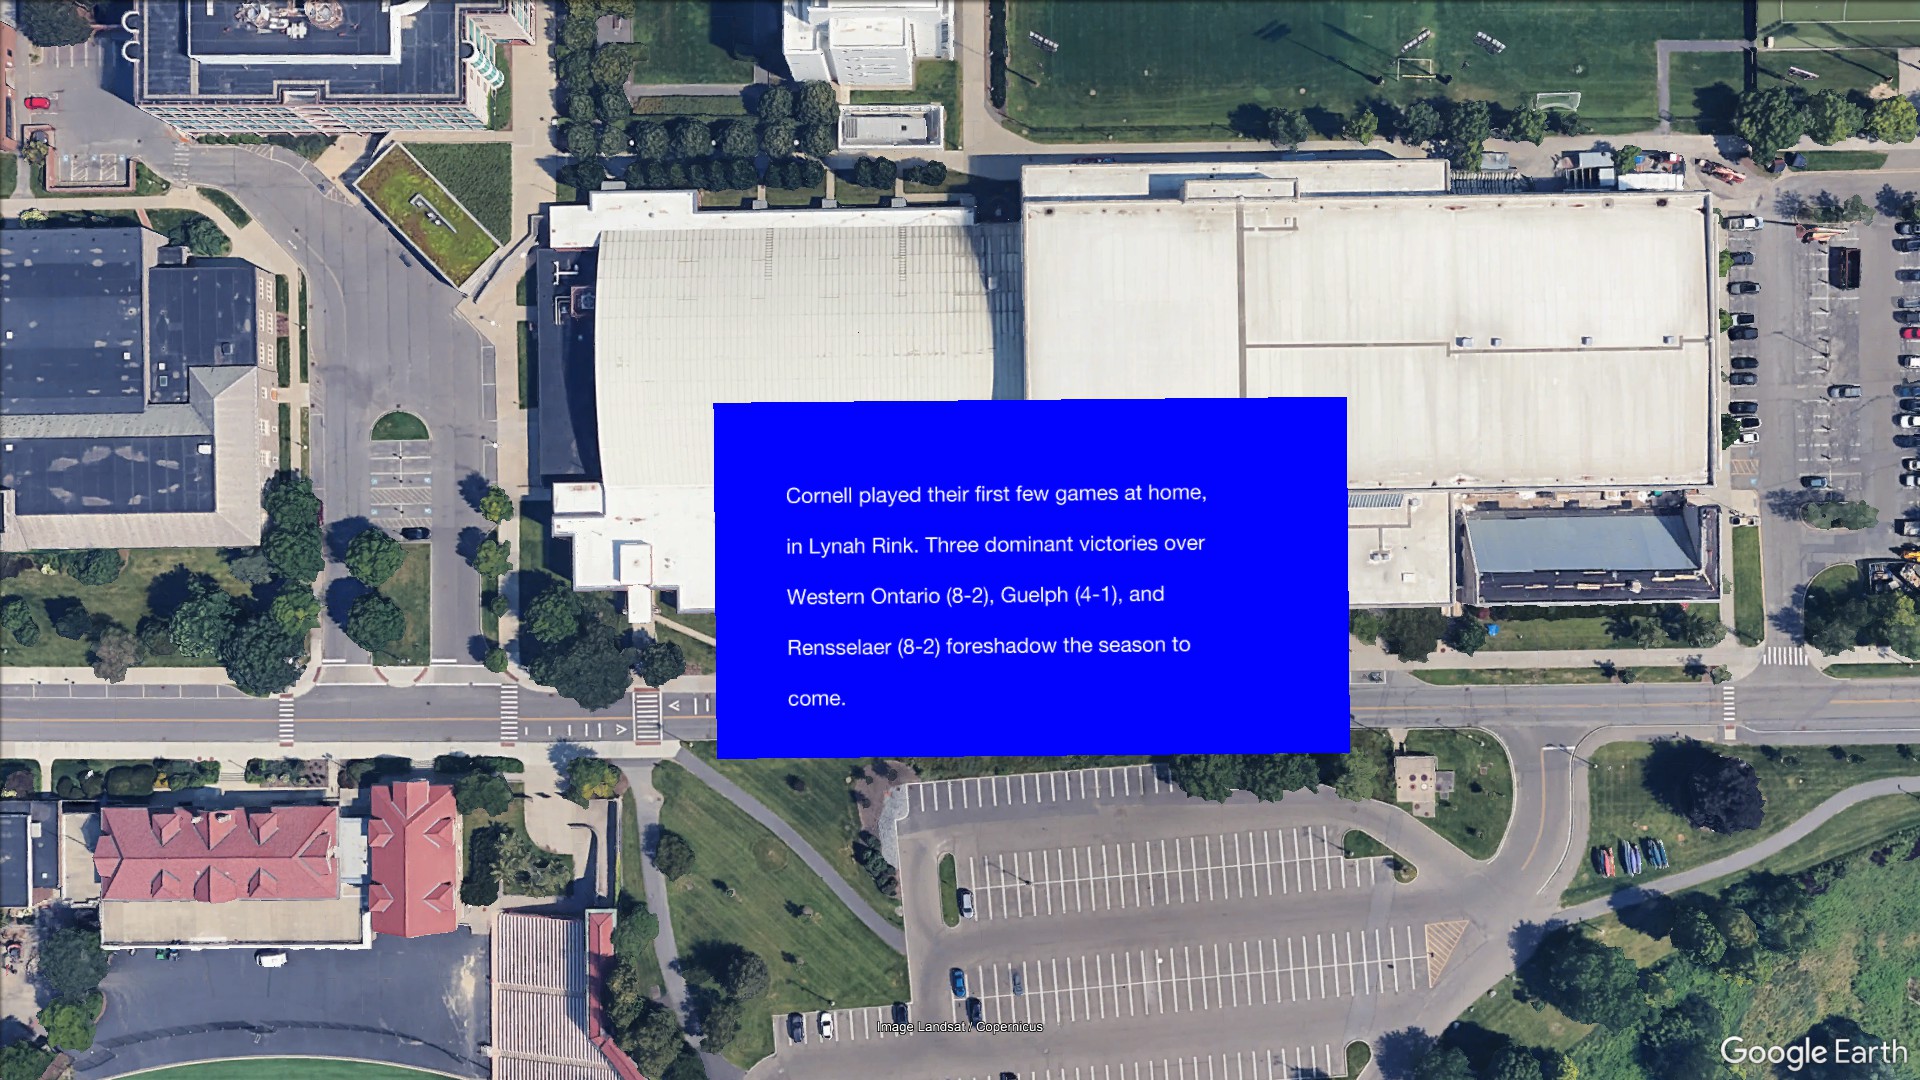 Cornell played their first few games at home,
in Lynah Rink. Three dominant victories over
Western Ontario (8-2), Guelph (4-1), and
Rensselaer (8-2) foreshadow the season to
come.
Image Landsat / Copernicus
Google Earth